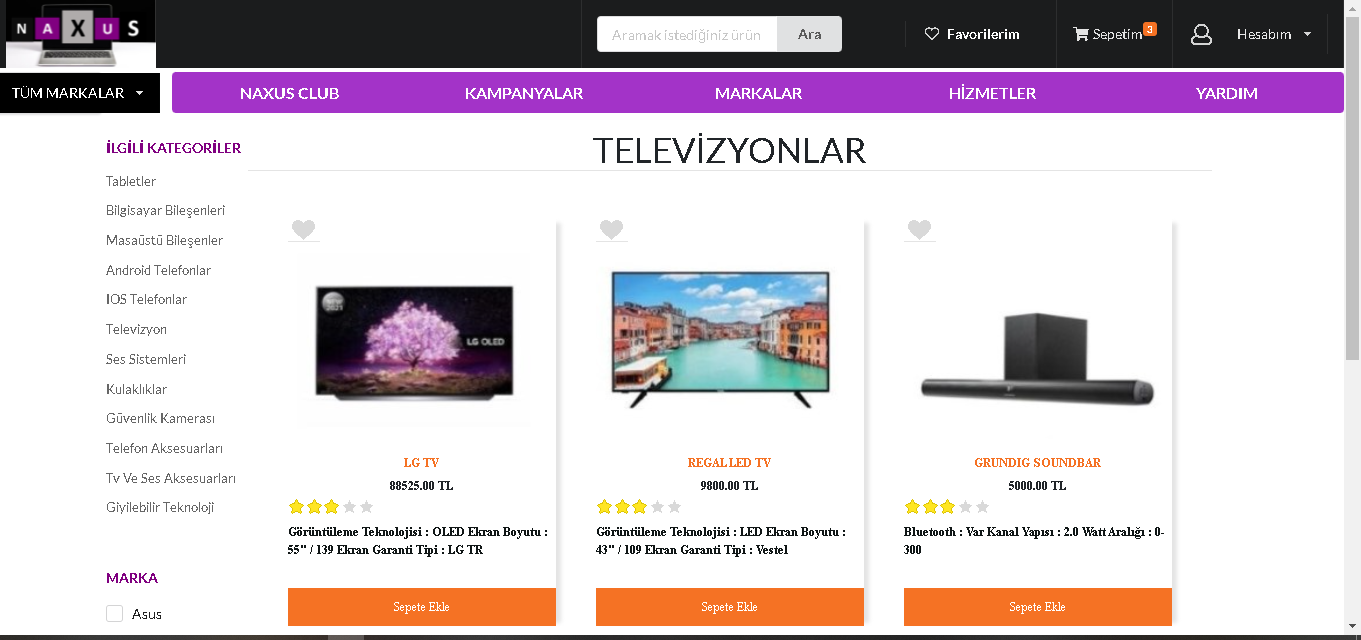 NAXUS
Aramak istediğiniz ürün
Ara
Favorilerim
Sepetim 3
Hesabım
TÜM MARKALAR
NAXUS CLUB
KAMPANYALAR
MARKALAR
HİZMETLER
YARDIM
İLGİLİ KATEGORİLER
Tabletler
Bilgisayar Bileşenleri
Masaüstü Bileşenler
Android Telefonlar
IOS Telefonlar
Televizyon
Ses Sistemleri
Kulaklıklar
Güvenlik Kamerası
Telefon Aksesuarları
Tv Ve Ses Aksesuarları
Giyilebilir Teknoloji
MARKA
Asus
TELEVİZYONLAR
LG OLED
LG TV
88525.00 TL
Görüntüleme Teknolojisi : OLED Ekran Boyutu :
55" / 139 Ekran Garanti Tipi : LG TR
Sepete Ekle
REGAL LED TV
9800.00 TL
Görüntüleme Teknolojisi : LED Ekran Boyutu :
43" / 109 Ekran Garanti Tipi : Vestel
Sepete Ekle
GRUNDIG SOUNDBAR
5000.00 TL
Bluetooth : Var Kanal Yapısı : 2.0 Watt Aralığı : 0-
300
Sepete Ekle